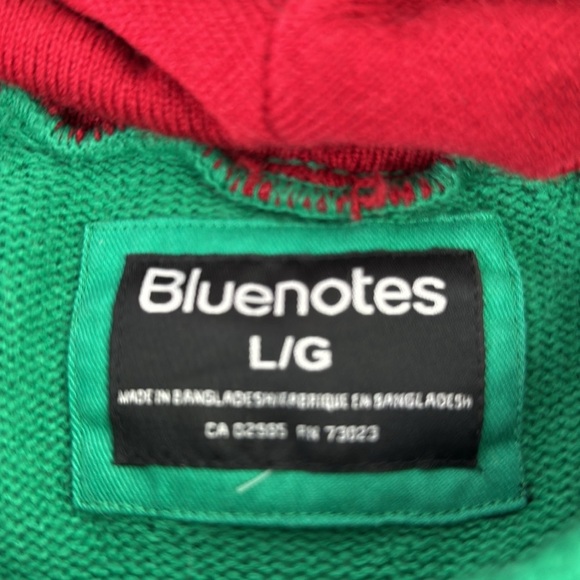 Bluenotes
L/G
MADE IN BANGLADESH/FABRIQUE EN BANGLADESH
CA 02985 RN 73023